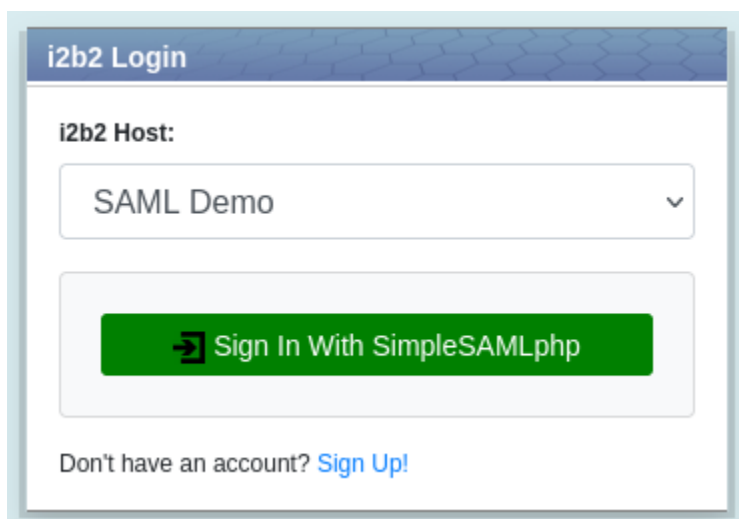 i2b2 Login
i2b2 Host:
SAML Demo
Sign In With SimpleSAMLphp
Don't have an account? Sign Up!